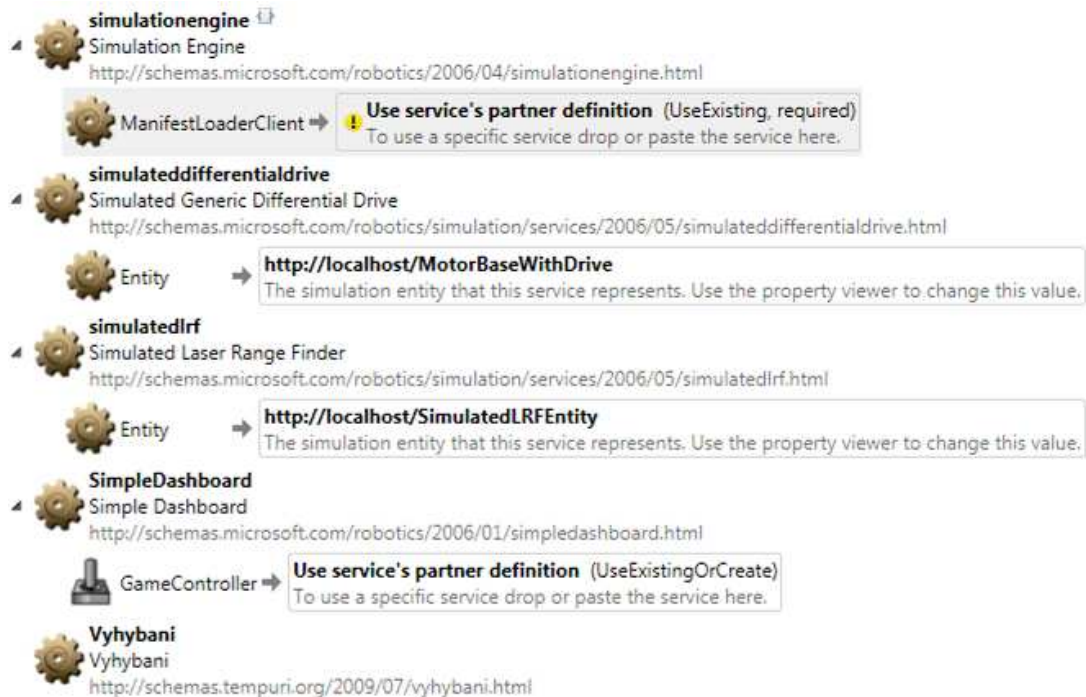 simulationengine
Simulation Engine
http://schemas.microsoft.com/robotics/2006/04/simulationengine.html
ManifestLoaderClient
Use service's partner definition (UseExisting, required)
To use a specific service drop or paste the service here.
simulateddifferentialdrive
Simulated Generic Differential Drive
http://schemas.microsoft.com/robotics/simulation/services/2006/05/simulateddifferentialdrive.html
Entity
http://localhost/MotorBaseWithDrive
The simulation entity that this service represents. Use the property viewer to change this value.
simulatedlrf
Simulated Laser Range Finder
http://schemas.microsoft.com/robotics/simulation/services/2006/05/simulatedlrf.html
Entity
http://localhost/SimulatedLRFEntity
The simulation entity that this service represents. Use the property viewer to change this value.
SimpleDashboard
Simple Dashboard
http://schemas.microsoft.com/robotics/2006/01/simpledashboard.html
GameController
Use service's partner definition (UseExistingOrCreate)
To use a specific service drop or paste the service here.
Vyhybani
Vyhybani
http://schemas.tempuri.org/2009/07/vyhybani.html